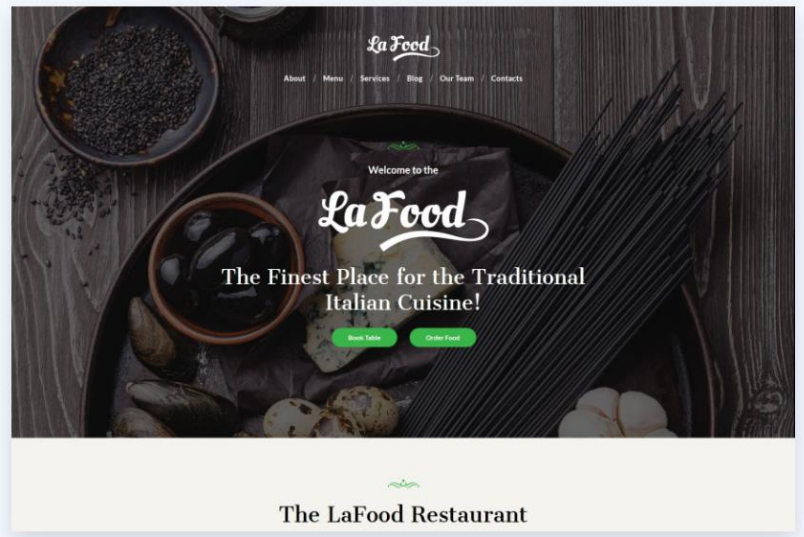 La Food
About / Menu / Services / Blog / Our Team / Contacts
Welcome to the
La Food
The Finest Place for the Traditional
Italian Cuisine!
Book Table Order Food
The LaFood Restaurant